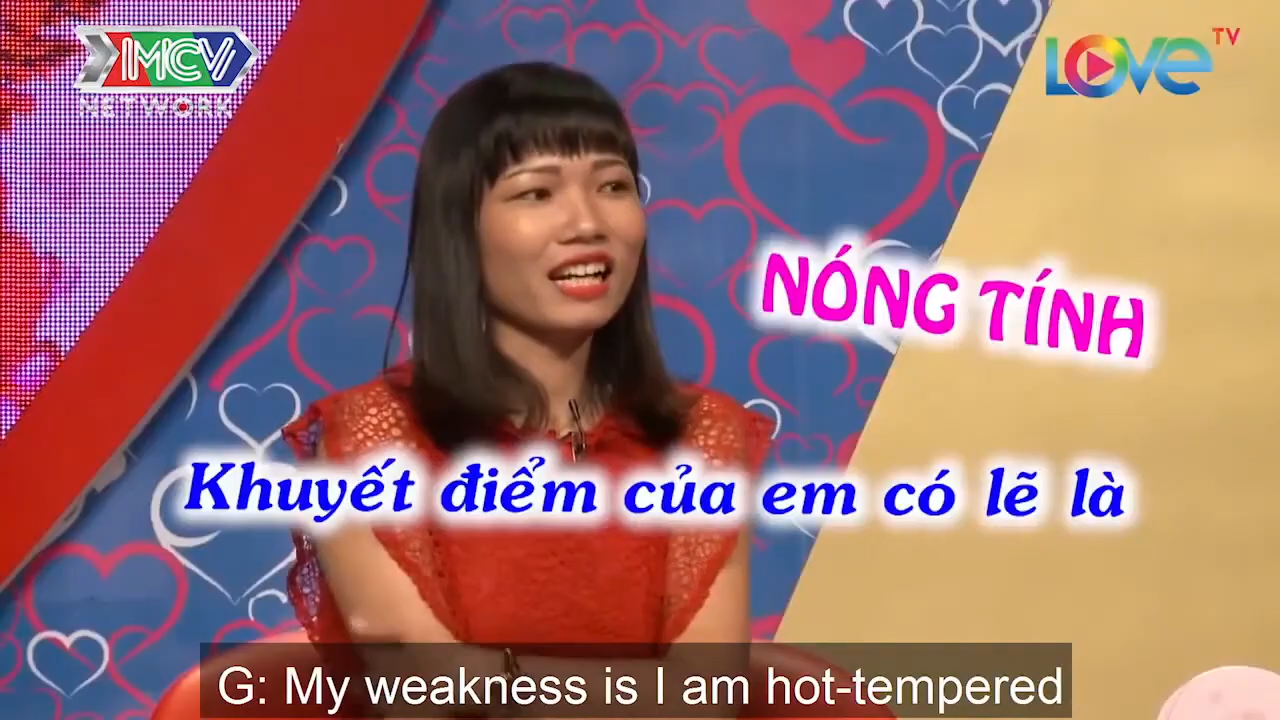 MCV
NETWORK
LOVE TV
NÓNG TÍNH
Khuyết điểm của em có lẽ là
G: My weakness is I am hot-tempered